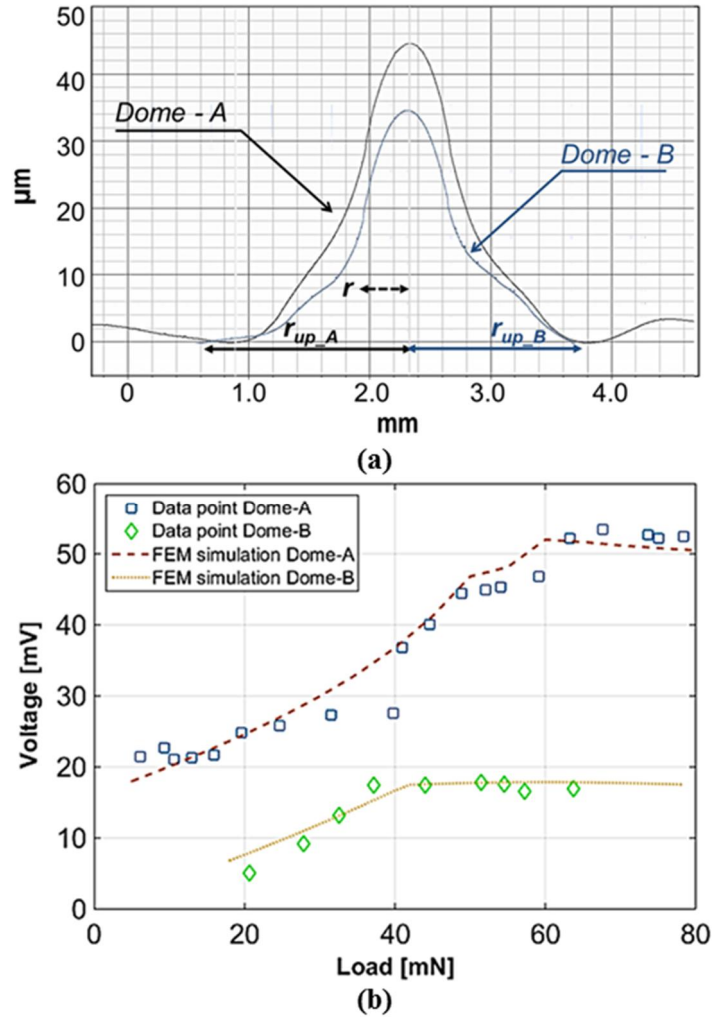 50
40
Dome - A
30
Dome - B
μm
20
10
r
0
r up_A
r up_B
0 1.0 2.0 3.0 4.0
mm
(a)
60
Data point Dome-A
Data point Dome-B
50
FEM simulation Dome-A
FEM simulation Dome-B
40
Voltage [mV]
30
20
10
0
0 20 40 60 80
Load [mN]
(b)